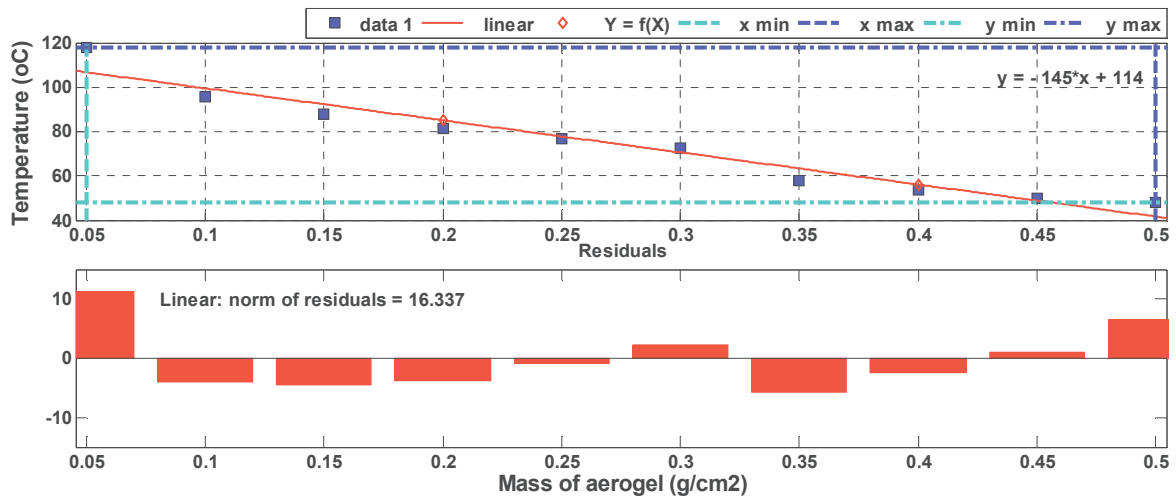 data 1 linear Y = f(X) x min x max y min y max
Temperature (oC)
120
100
80
60
40
y = -145*x + 114
0.05 0.1 0.15 0.2 0.25 0.3 0.35 0.4 0.45 0.5
Residuals
Linear: norm of residuals = 16.337
10
0
-10
0.05 0.1 0.15 0.2 0.25 0.3 0.35 0.4 0.45 0.5
Mass of aerogel (g/cm2)